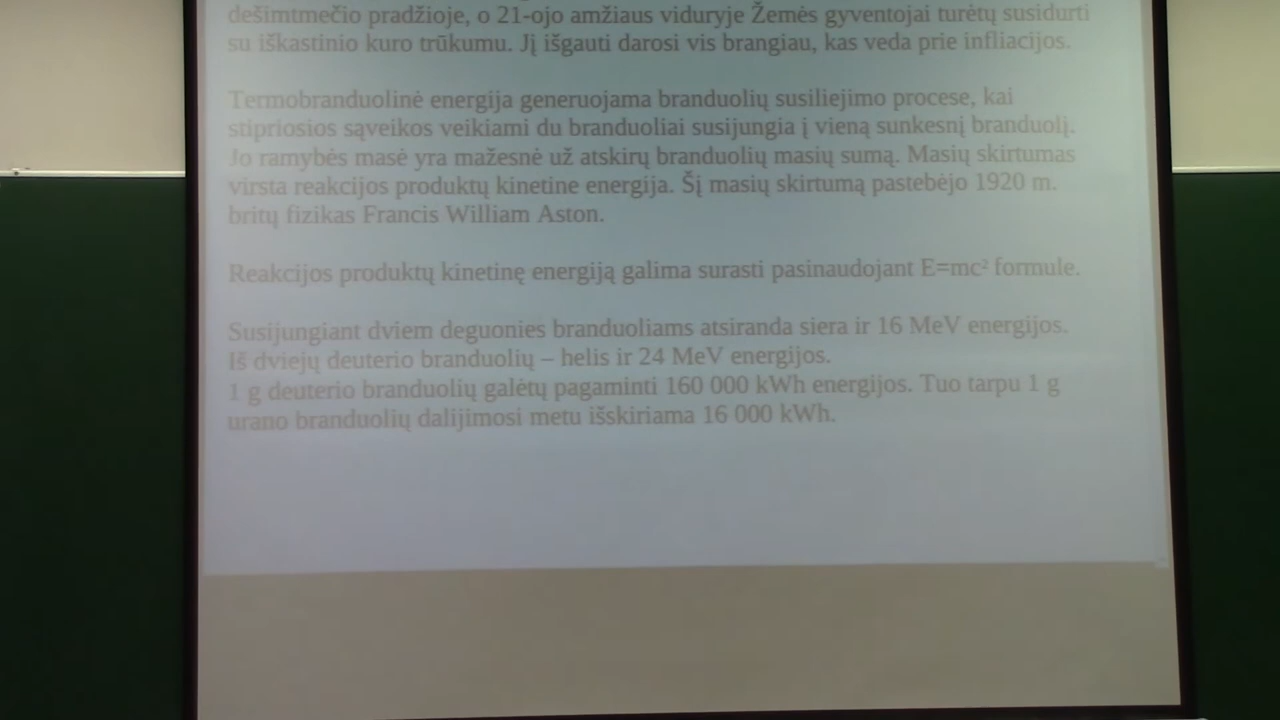 dešimtmečio pradžioje, o 21-ojo amžiaus viduryje Žemės gyventojai turėtų susidurti
su iškastinio kuro trūkumu. Jį išgauti darosi vis brangiau, kas veda prie infliacijos.
Termobranduolinė energija generuojama branduolių susiliejimo procese, kai
stipriosios sąveikos veikiami du branduoliai susijungia į vieną sunkesnį branduolį.
Jo ramybės masė yra mažesnė už atskirų branduolių masių sumą. Masių skirtumas
virsta reakcijos produktų kinetine energija. Šį masių skirtumą pastebėjo 1920 m.
britų fizikas Francis William Aston.
Reakcijos produktų kinetinę energiją galima surasti pasinaudojant E=mc² formule.
Susijungiant dviem deguonies branduoliams atsiranda siera ir 16 MeV energijos.
Iš dviejų deuterio branduolių – helis ir 24 MeV energijos.
1 g deuterio branduolių galėtų pagaminti 160 000 kWh energijos. Tuo tarpu 1 g
urano branduolių dalijimosi metu išskiriama 16 000 kWh.